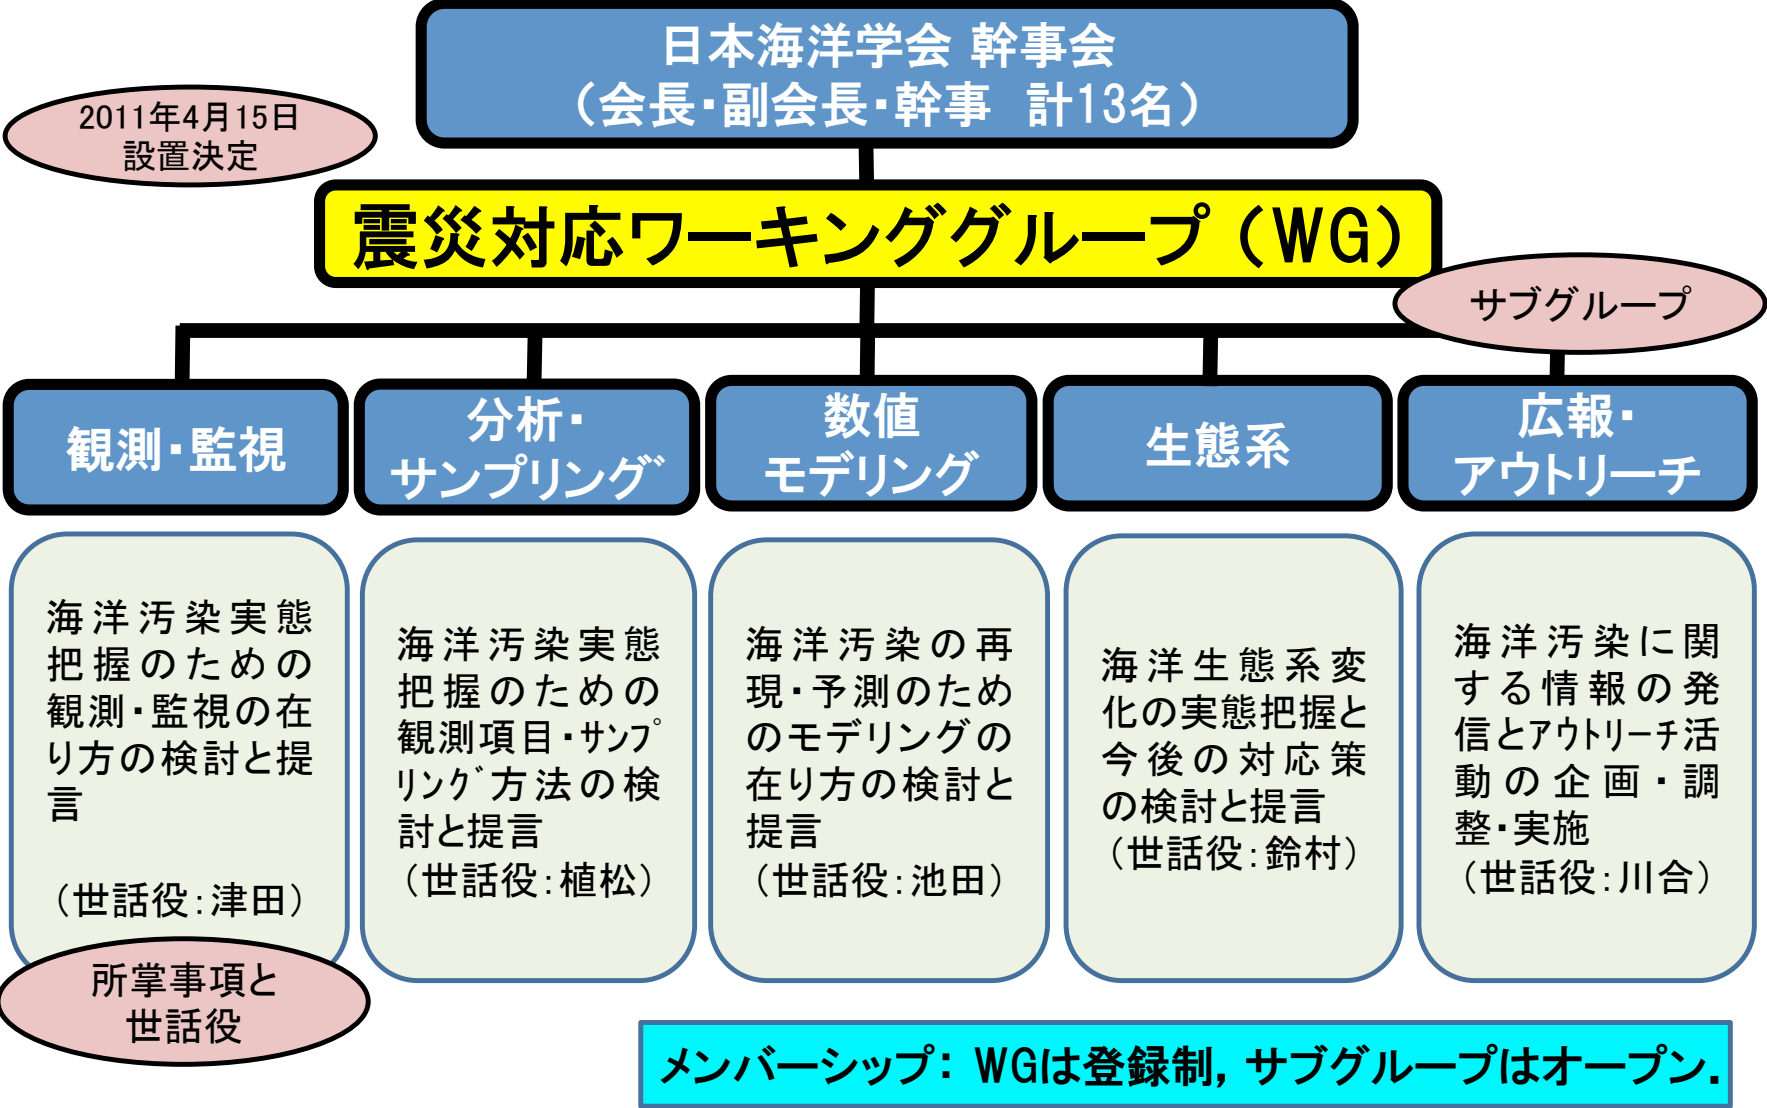 日本海洋学会 幹事会
（会長・副会長・幹事　計13名）
2011年4月15日
設置決定
震災対応ワーキンググループ（WG）
サブグループ
観測・監視
分析・
サンプリング
数値
モデリング
生態系
広報・
アウトリーチ
海洋汚染実態
把握のための
観測・監視の在
り方の検討と提
言
（世話役：津田）
海洋汚染実態
把握のための
観測項目・ｻﾝﾌﾟ
ﾘﾝｸﾞ方法の検
討と提言
（世話役：植松）
海洋汚染の再
現・予測のため
のモデリングの
在り方の検討と
提言
（世話役：池田）
海洋生態系変
化の実態把握と
今後の対応策
の検討と提言
（世話役：鈴村）
海洋汚染に関
する情報の発
信とｱｳﾄﾘｰﾁ活
動の企画・調
整・実施
（世話役：川合）
所掌事項と
世話役
メンバーシップ： WGは登録制，サブグループはオープン．